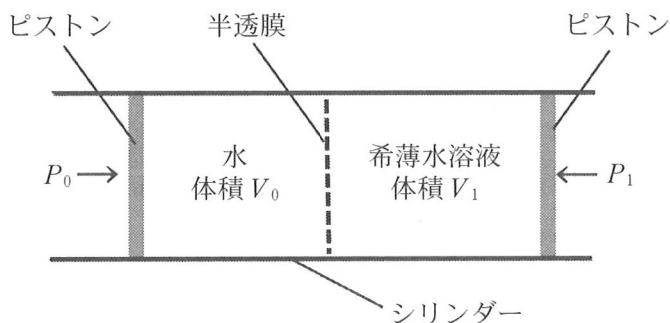 ピストン
半透膜
ピストン
P₀
水
体積 V₀
希薄水溶液
体積 V₁
P₁
シリンダー